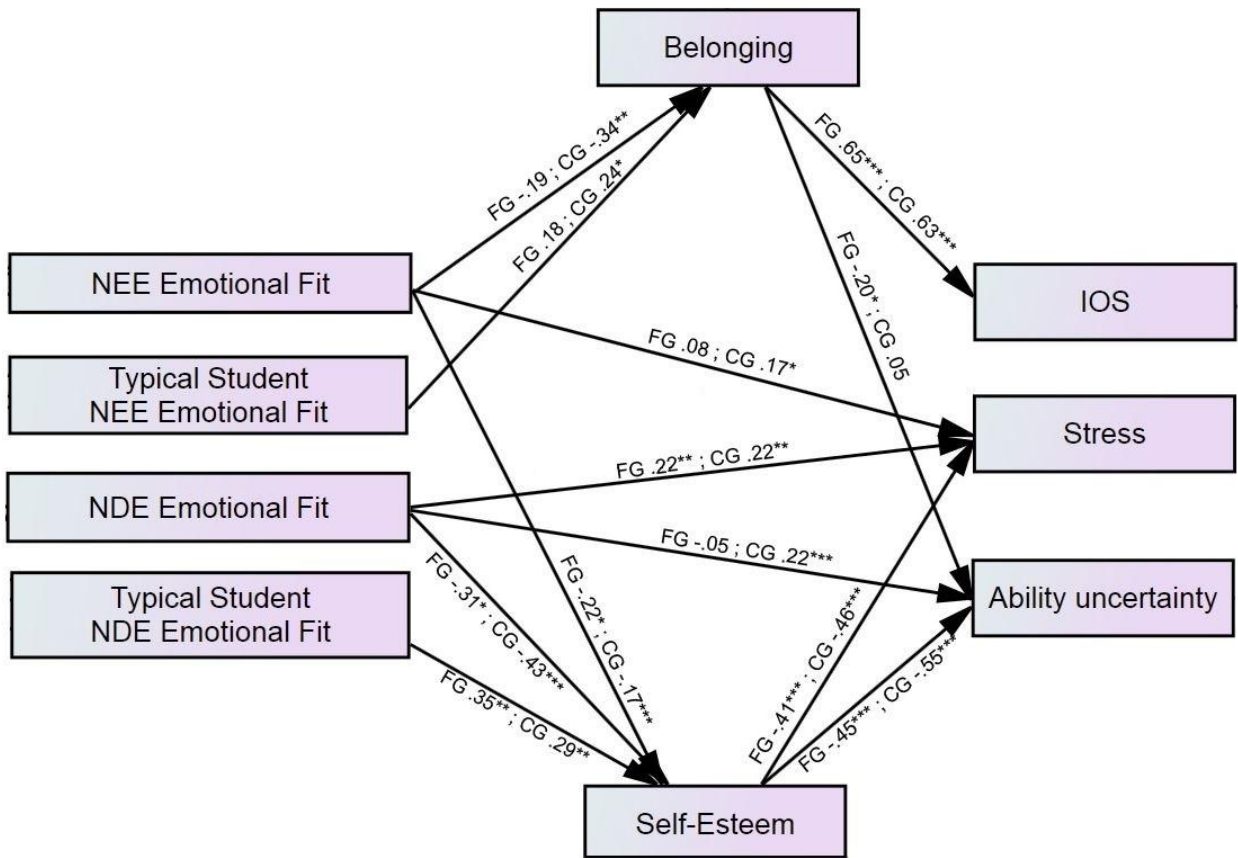 Belonging
FG -.19 ; CG -.34**
FG .18 ; CG .24*
FG .65*** ; CG .63***
FG -.20* ; CG .05
NEE Emotional Fit
IOS
FG .08 ; CG .17*
Typical Student
NEE Emotional Fit
Stress
FG .22** ; CG .22**
NDE Emotional Fit
FG -.05 ; CG .22***
Ability uncertainty
Typical Student
NDE Emotional Fit
FG -.31* ; CG -.43***
FG -.22* ; CG -.17***
FG .35** ; CG .29**
FG -.41*** ; CG -.46***
FG -.45*** ; CG -.55***
Self-Esteem